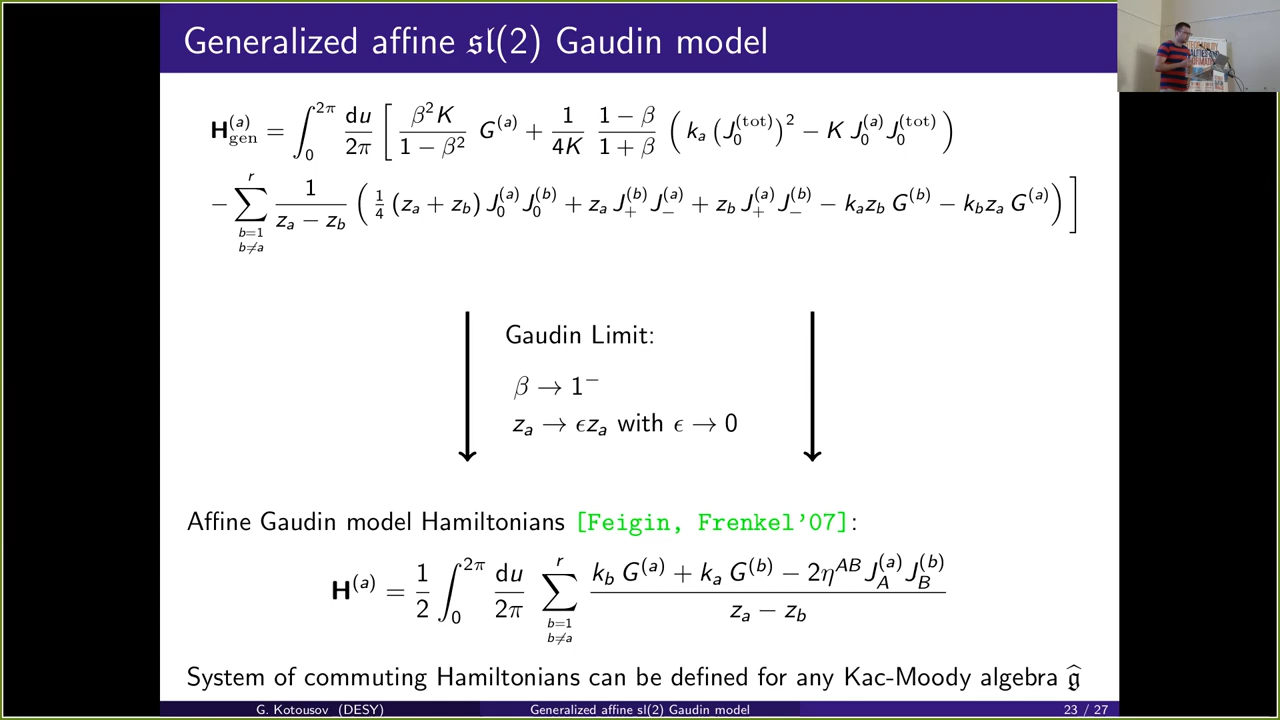 Generalized affine 𝔰𝔩(2) Gaudin model
H_gen^(a) = ∫_0^{2π} du/2π [ β²K/(1 − β²) G^(a) + 1/4K (1 − β)/(1 + β) ( k_a (J_0^(tot))² − K J_0^(a) J_0^(tot) )
− ∑_{b=1, b≠a}^r 1/(z_a − z_b) ( ¼ (z_a + z_b) J_0^(a) J_0^(b) + z_a J_+^(b) J_−^(a) + z_b J_+^(a) J_−^(b) − k_a z_b G^(b) − k_b z_a G^(a) ) ]
Gaudin Limit:
β → 1⁻
z_a → ϵz_a with ϵ → 0
Affine Gaudin model Hamiltonians [Feigin, Frenkel'07]:
H^(a) = 1/2 ∫_0^{2π} du/2π ∑_{b=1, b≠a}^r (k_b G^(a) + k_a G^(b) − 2η^{AB} J_A^(a) J_B^(b))/(z_a − z_b)
System of commuting Hamiltonians can be defined for any Kac-Moody algebra 𝔤̂
G. Kotousov (DESY) Generalized affine sl(2) Gaudin model 23 / 27